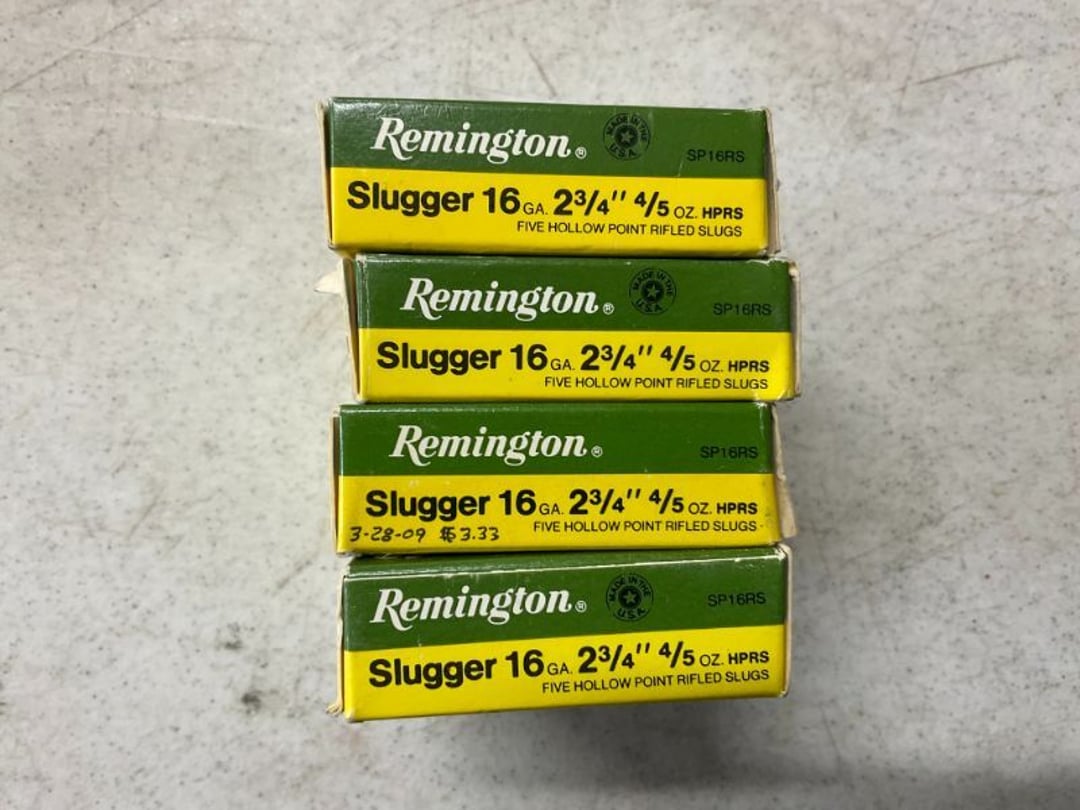 Remington®
MADE IN THE U.S.A.
SP16RS
Slugger 16 GA. 2 3/4" 4/5 OZ. HPRS
FIVE HOLLOW POINT RIFLED SLUGS
Remington®
MADE IN THE U.S.A.
SP16RS
Slugger 16 GA. 2 3/4" 4/5 OZ. HPRS
FIVE HOLLOW POINT RIFLED SLUGS
Remington®
SP16RS
Slugger 16 GA. 2 3/4" 4/5 OZ. HPRS
FIVE HOLLOW POINT RIFLED SLUGS
3-28-09 $3.33
Remington®
MADE IN THE U.S.A.
SP16RS
Slugger 16 GA. 2 3/4" 4/5 OZ. HPRS
FIVE HOLLOW POINT RIFLED SLUGS